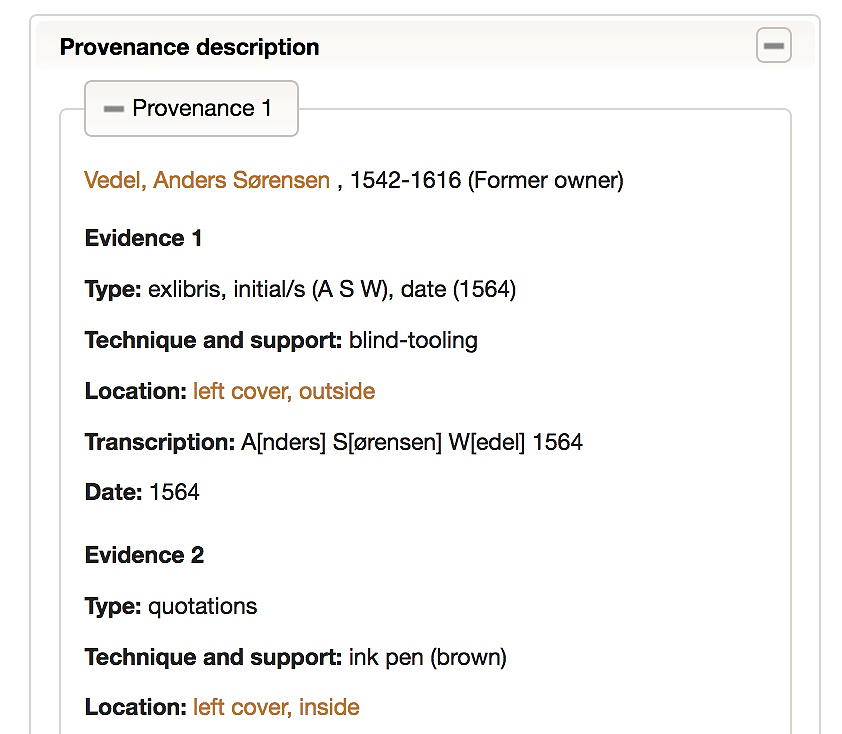 Provenance description
Provenance 1
Vedel, Anders Sørensen , 1542-1616 (Former owner)
Evidence 1
Type: exlibris, initial/s (A S W), date (1564)
Technique and support: blind-tooling
Location: left cover, outside
Transcription: A[nders] S[ørensen] W[edel] 1564
Date: 1564
Evidence 2
Type: quotations
Technique and support: ink pen (brown)
Location: left cover, inside